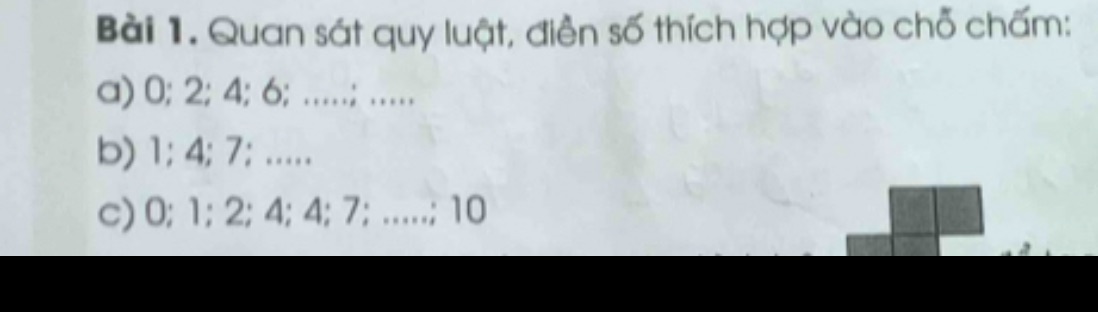 Bài 1. Quan sát quy luật, điền số thích hợp vào chỗ chấm:
a) 0; 2; 4; 6; .....; .....
b) 1; 4; 7; .....
c) 0; 1; 2; 4; 4; 7; .....; 10